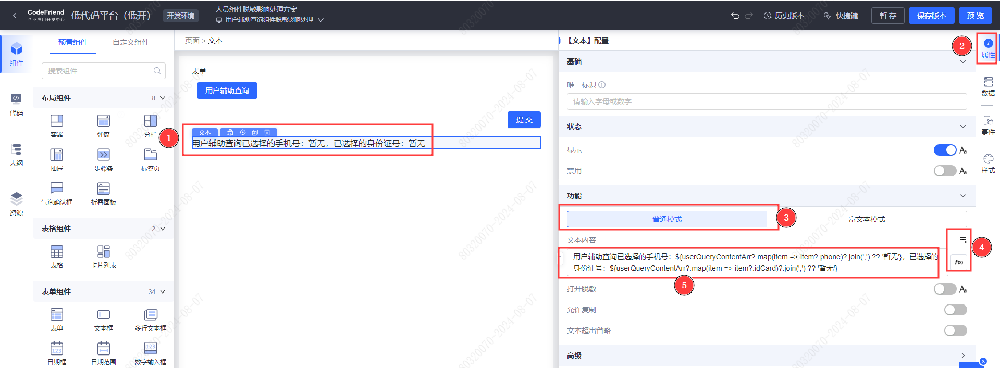 CodeFriend
企业应用开发中心
低代码平台（低开）
开发环境
人员组件脱敏影响处理方案
用户辅助查询组件脱敏影响处理
历史版本
快捷键
暂 存
保存版本
预 览
组件
代码
大纲
资源
预置组件
自定义组件
搜索组件
布局组件
8
容器
弹窗
分栏
抽屉
步骤条
标签页
气泡确认框
折叠面板
表格组件
2
表格
卡片列表
表单组件
34
表单
文本框
多行文本框
日期框
日期范围
数字输入框
页面 > 文本
表单
用户辅助查询
提 交
1
文本
用户辅助查询已选择的手机号：暂无，已选择的身份证号：暂无
【文本】配置
2
属性
数据
事件
样式
基础
唯一标识
请输入字母或数字
状态
显示
禁用
功能
普通模式
3
富文本模式
文本内容
4
用户辅助查询已选择的手机号：${userQueryContentArr?.map(item => item?.phone)?.join(',') ?? '暂无'}，已选择的
身份证号：${userQueryContentArr?.map(item => item?.idCard)?.join(',') ?? '暂无'}
f(x)
5
打开脱敏
允许复制
文本超出省略
高级
80320070-2024-08-07